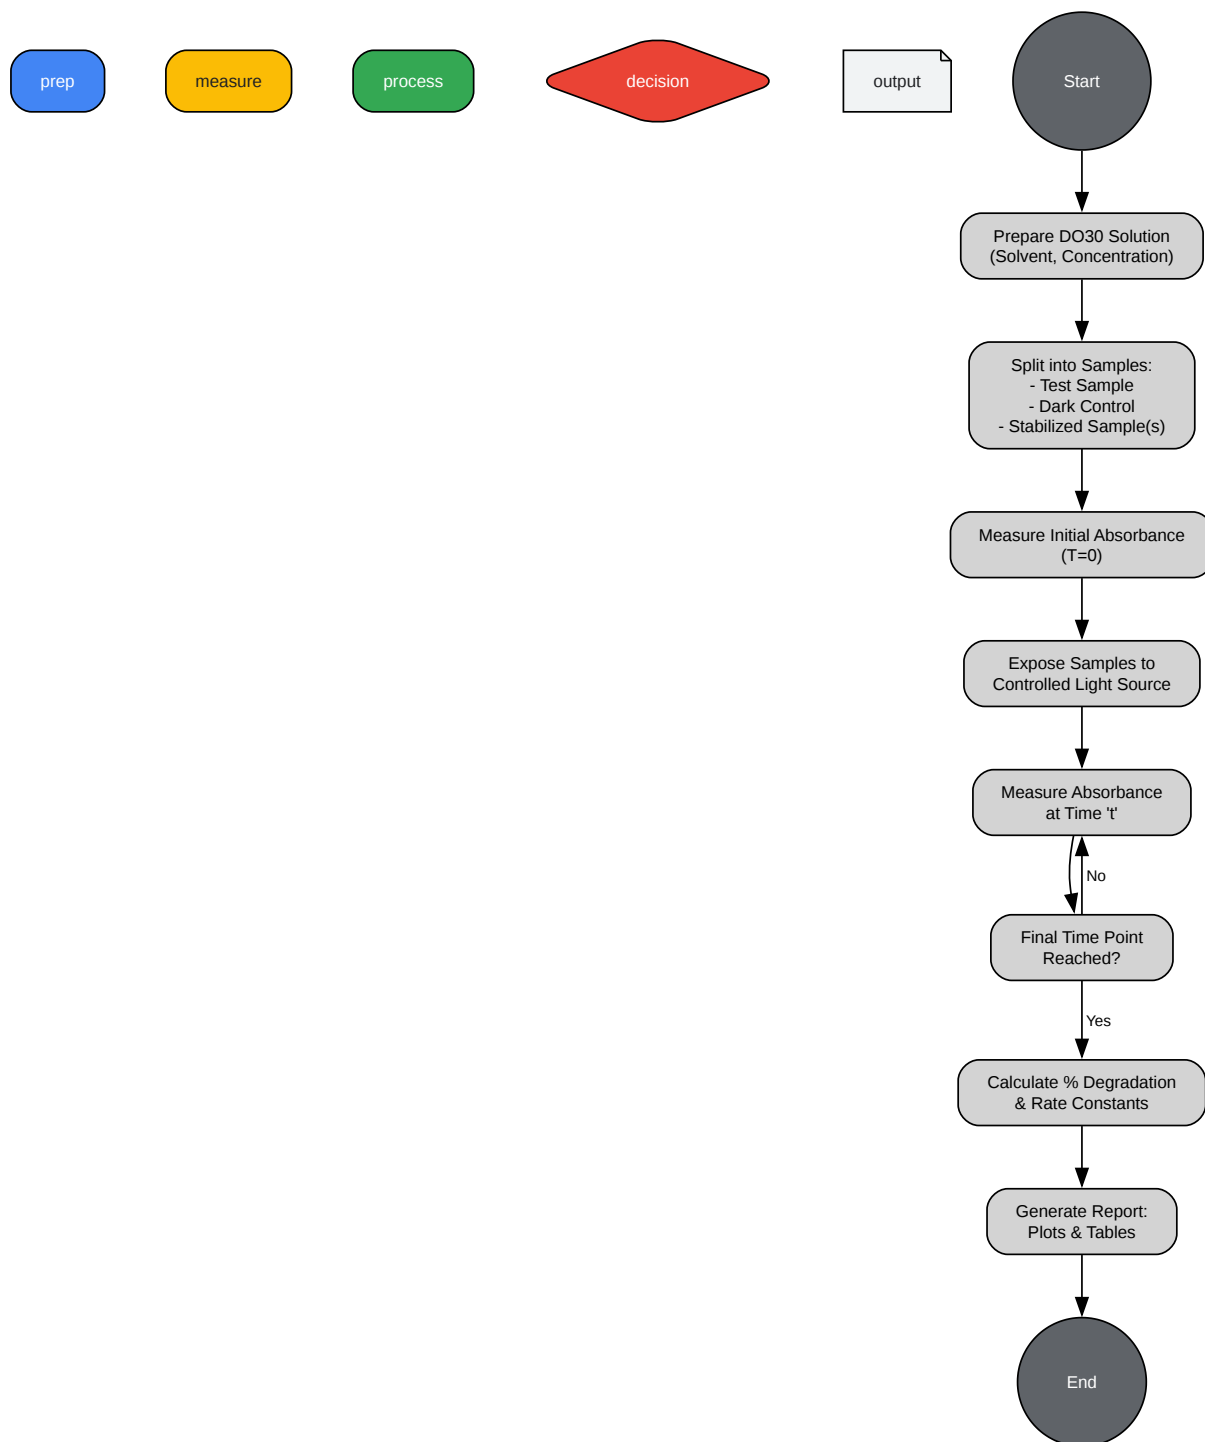 prep
measure
process
decision
output
Start
Prepare DO30 Solution
(Solvent, Concentration)
Split into Samples:
- Test Sample
- Dark Control
- Stabilized Sample(s)
Measure Initial Absorbance
(T=0)
Expose Samples to
Controlled Light Source
Measure Absorbance
at Time 't'
No
Final Time Point
Reached?
Yes
Calculate % Degradation
& Rate Constants
Generate Report:
Plots & Tables
End